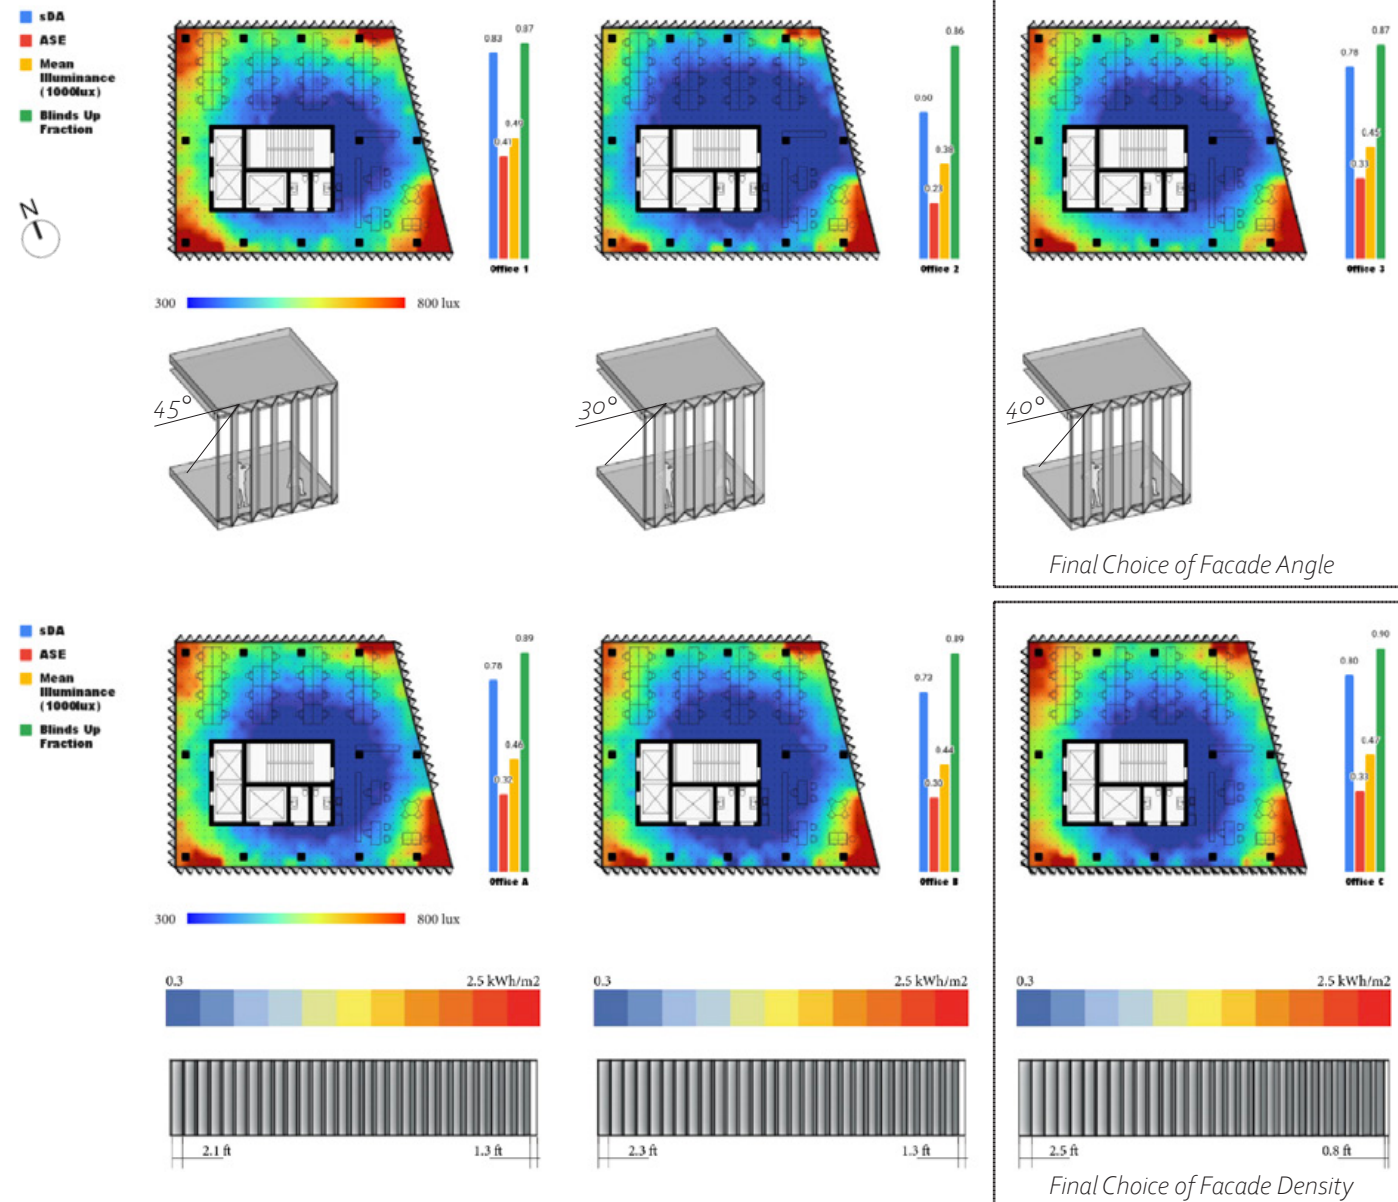 sDA
ASE
Mean
Illuminance
(1000lux)
Blinds Up
Fraction
N
0.83
0.41
0.49
0.87
Office 1
0.60
0.23
0.38
0.86
Office 2
0.78
0.33
0.45
0.87
Office 3
300
800 lux
45°
30°
40°
Final Choice of Facade Angle
sDA
ASE
Mean
Illuminance
(1000lux)
Blinds Up
Fraction
0.78
0.32
0.46
0.89
Office A
0.73
0.30
0.44
0.89
Office B
0.80
0.33
0.47
0.90
Office C
300
800 lux
0.3
2.5 kWh/m2
0.3
2.5 kWh/m2
0.3
2.5 kWh/m2
2.1 ft
1.3 ft
2.3 ft
1.3 ft
2.5 ft
0.8 ft
Final Choice of Facade Density